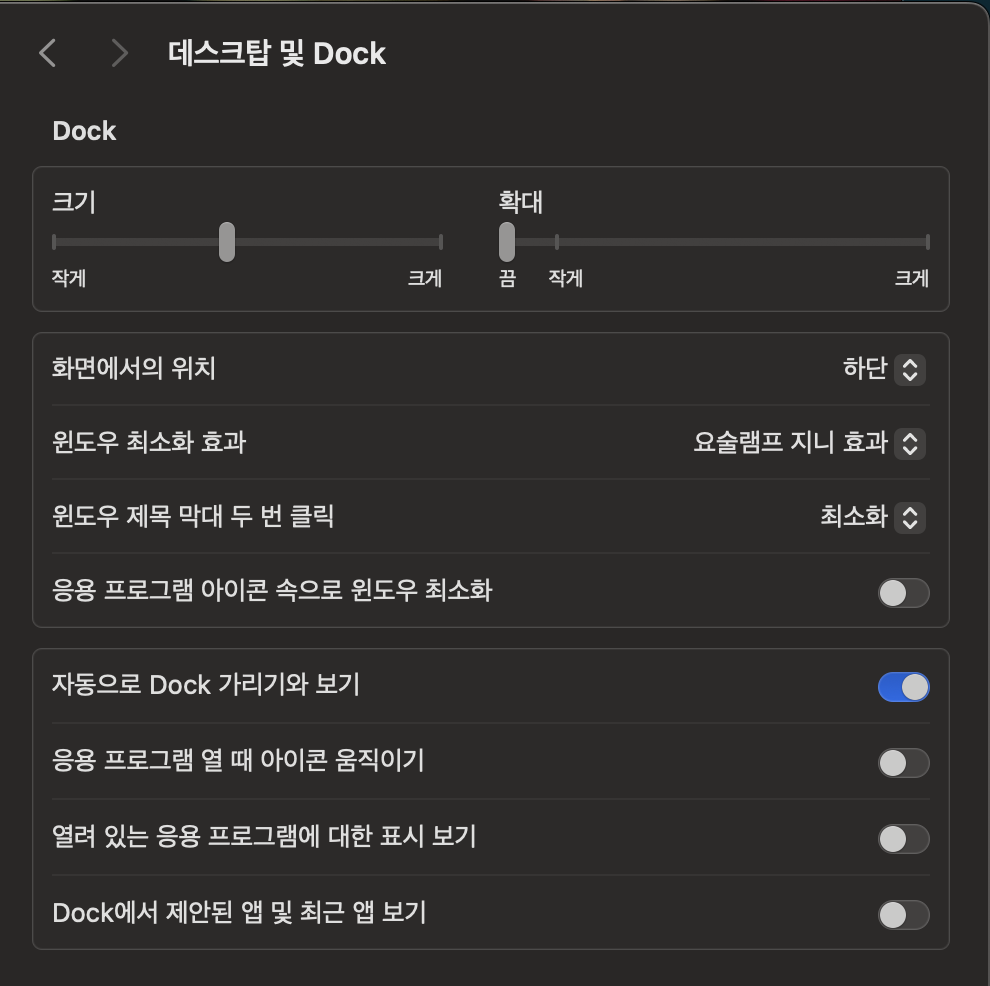 데스크탑 및 Dock
Dock
크기
확대
작게 크게
끔 작게 크게
화면에서의 위치 하단
윈도우 최소화 효과 요술램프 지니 효과
윈도우 제목 막대 두 번 클릭 최소화
응용 프로그램 아이콘 속으로 윈도우 최소화
자동으로 Dock 가리기와 보기
응용 프로그램 열 때 아이콘 움직이기
열려 있는 응용 프로그램에 대한 표시 보기
Dock에서 제안된 앱 및 최근 앱 보기